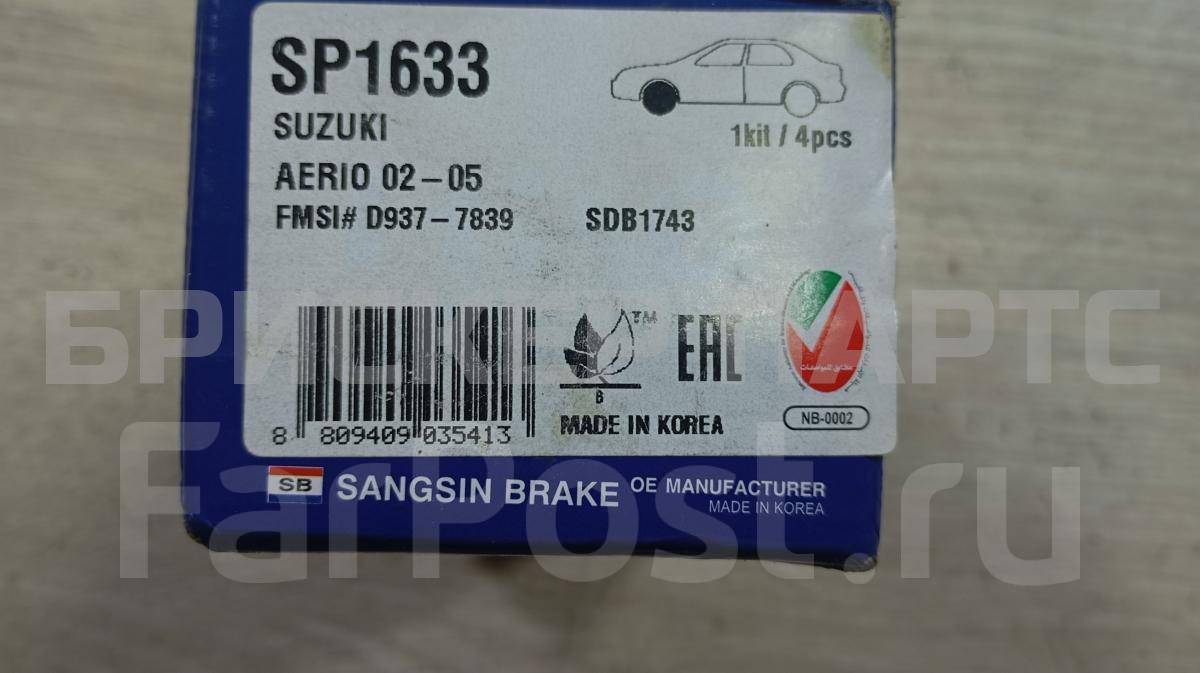 SP1633
SUZUKI
1kit / 4pcs
AERIO 02-05
FMSI# D937-7839 SDB1743
TM
EAC
B
MADE IN KOREA
NB-0002
8 809409 035413
SB SANGSIN BRAKE OE MANUFACTURER
MADE IN KOREA
FarPost.ru